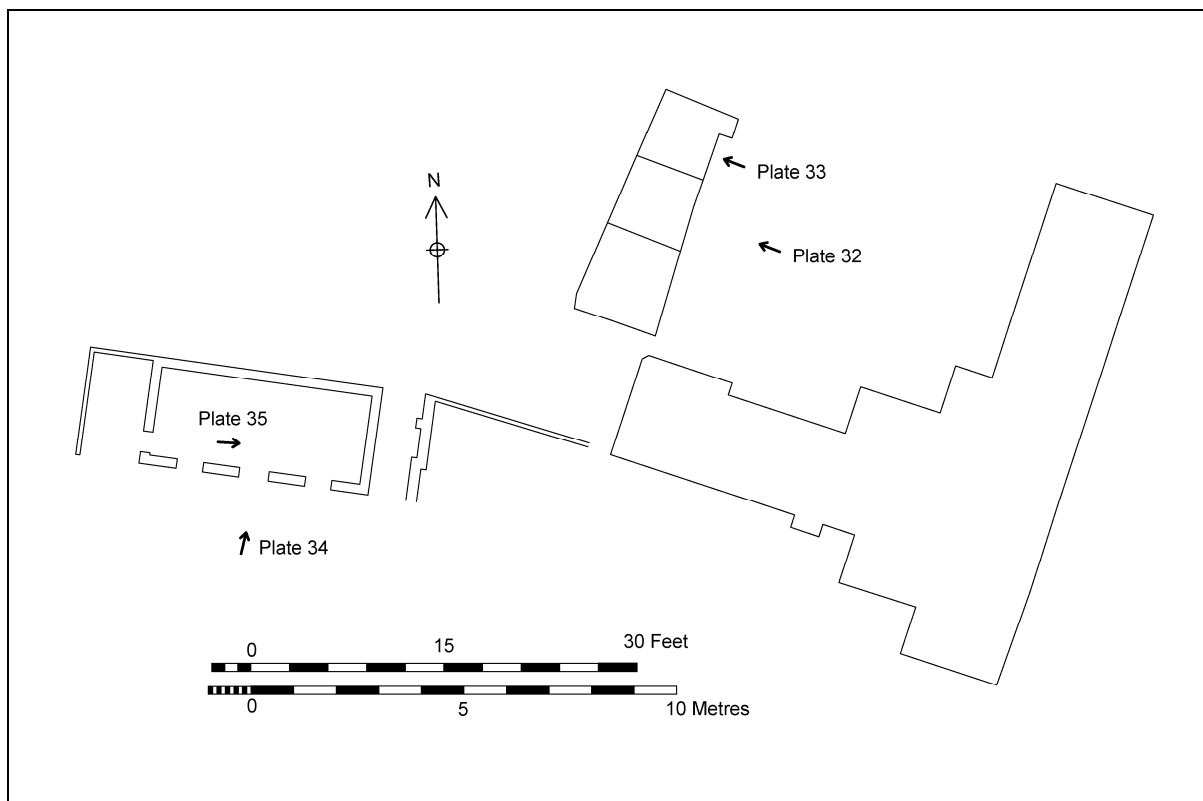 Plate 33
N
Plate 32
Plate 35
Plate 34
0 15 30 Feet
0 5 10 Metres